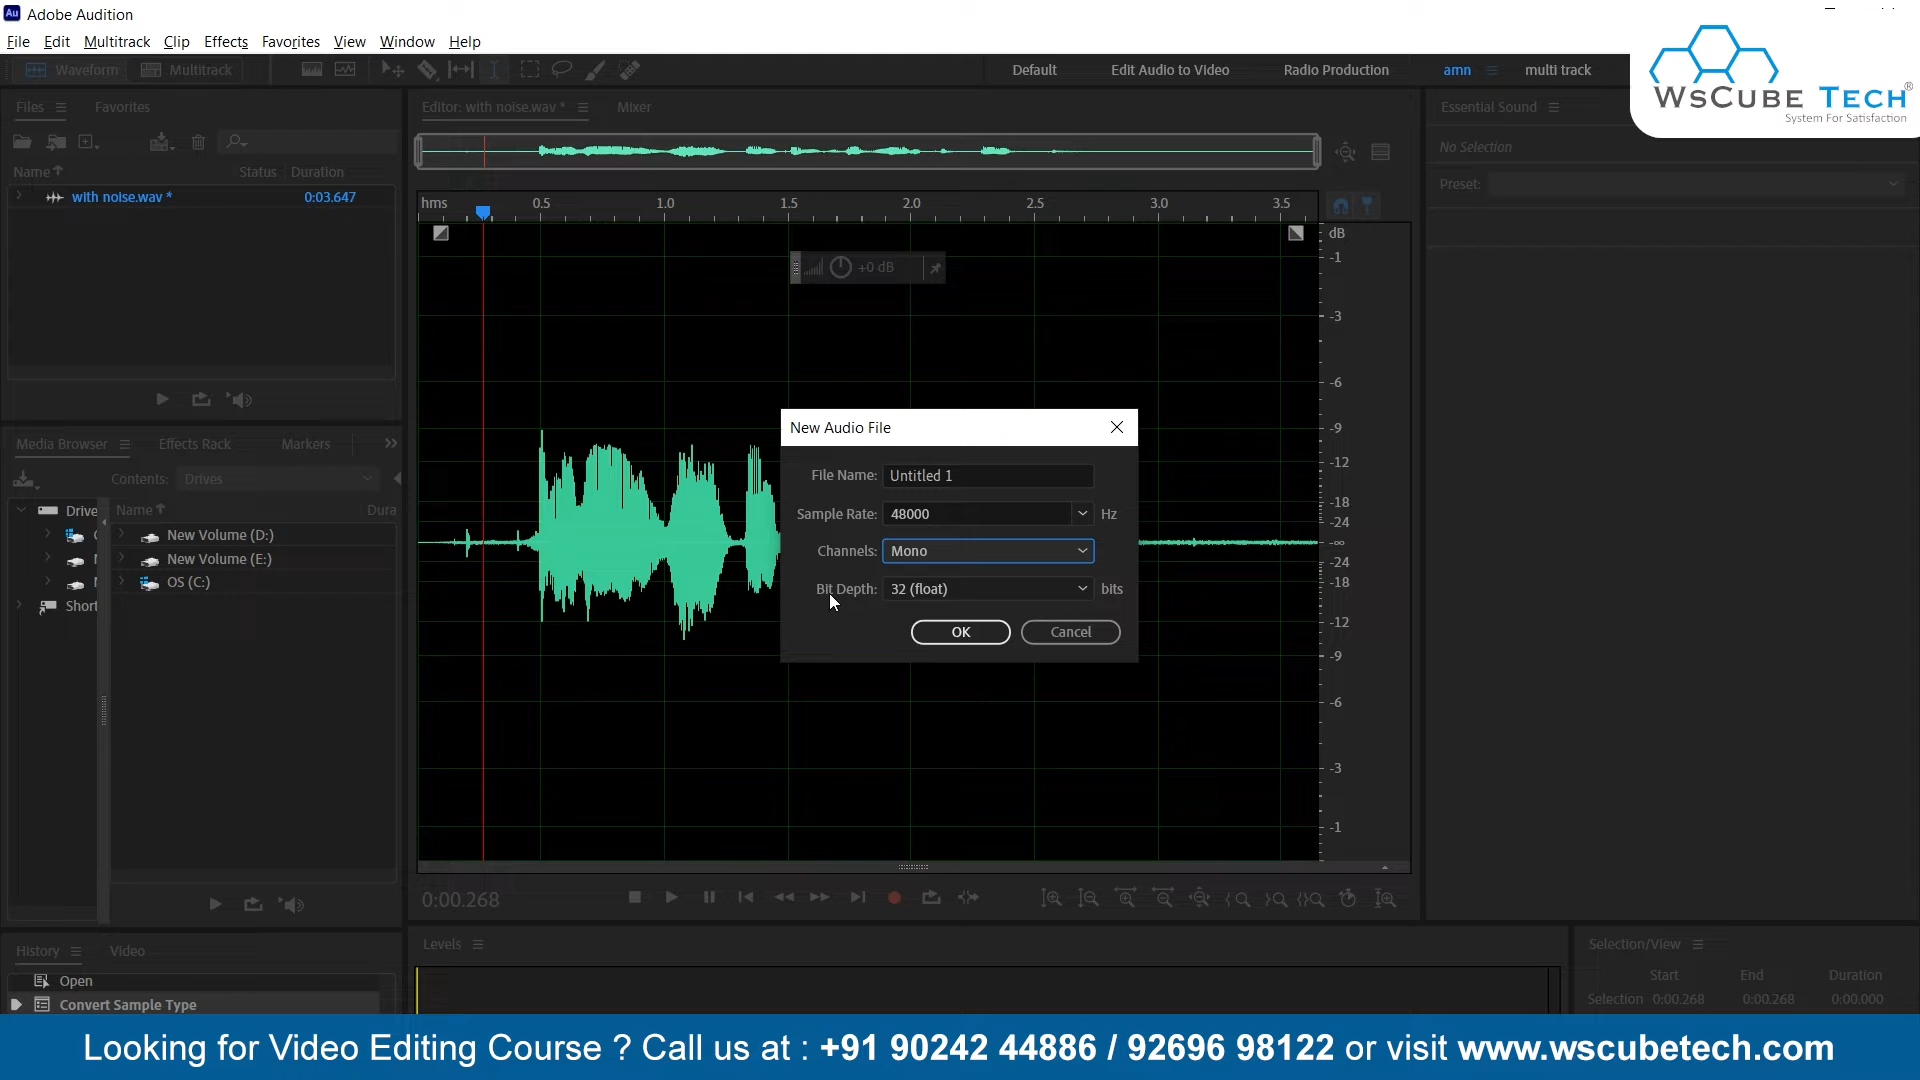 Au Adobe Audition
File Edit Multitrack Clip Effects Favorites View Window Help
WsCube Tech®
System For Satisfaction
Waveform Multitrack Default Edit Audio to Video Radio Production amn multi track
Files Favorites
Editor: with noise.wav * Mixer
Essential Sound
Name Status Duration
with noise.wav * 0:03.647
No Selection
Preset:
hms 0.5 1.0 1.5 2.0 2.5 3.0 3.5
dB
-1
-3
-6
-9
-12
-18
-24
-∞
-24
-18
-12
-9
-6
-3
-1
+0 dB
New Audio File
File Name: Untitled 1
Sample Rate: 48000 Hz
Channels: Mono
Bit Depth: 32 (float) bits
OK Cancel
Media Browser Effects Rack Markers
Contents: Drives
Drive
Name Dura
New Volume (D:)
New Volume (E:)
OS (C:)
Short
0:00.268
History Video
Open
Convert Sample Type
Levels
Selection/View
Start End Duration
Selection 0:00.268 0:00.268 0:00.000
Looking for Video Editing Course ? Call us at : +91 90242 44886 / 92696 98122 or visit www.wscubetech.com